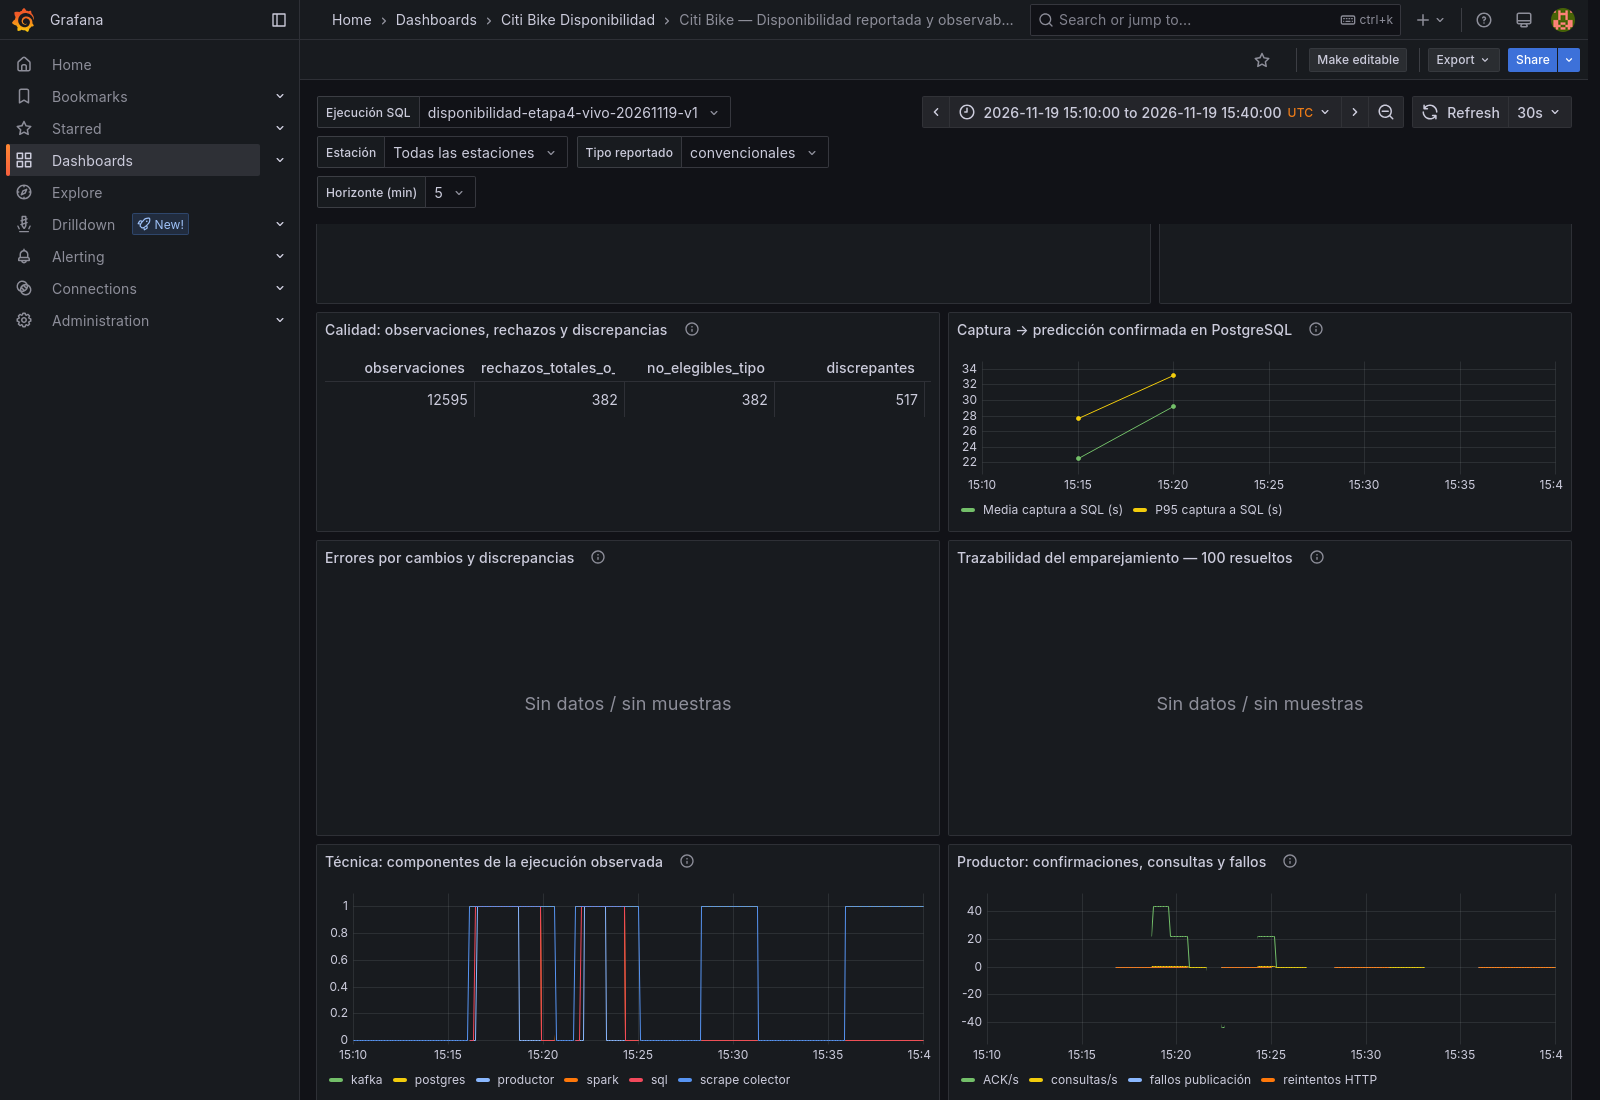 Grafana
Home
Bookmarks
Starred
Dashboards
Explore
Drilldown New!
Alerting
Connections
Administration
Home › Dashboards › Citi Bike Disponibilidad › Citi Bike — Disponibilidad reportada y observab...
Search or jump to... ctrl+k
Make editable Export Share
Ejecución SQL disponibilidad-etapa4-vivo-20261119-v1
2026-11-19 15:10:00 to 2026-11-19 15:40:00 UTC
Refresh 30s
Estación Todas las estaciones Tipo reportado convencionales
Horizonte (min) 5
Calidad: observaciones, rechazos y discrepancias
observaciones rechazos_totales_o_ no_elegibles_tipo discrepantes
12595 382 382 517
Captura → predicción confirmada en PostgreSQL
34
32
30
28
26
24
22
15:10 15:15 15:20 15:25 15:30 15:35 15:4
Media captura a SQL (s) P95 captura a SQL (s)
Errores por cambios y discrepancias
Sin datos / sin muestras
Trazabilidad del emparejamiento — 100 resueltos
Sin datos / sin muestras
Técnica: componentes de la ejecución observada
1
0.8
0.6
0.4
0.2
0
15:10 15:15 15:20 15:25 15:30 15:35 15:4
kafka postgres productor spark sql scrape colector
Productor: confirmaciones, consultas y fallos
40
20
0
-20
-40
15:10 15:15 15:20 15:25 15:30 15:35 15:4
ACK/s consultas/s fallos publicación reintentos HTTP